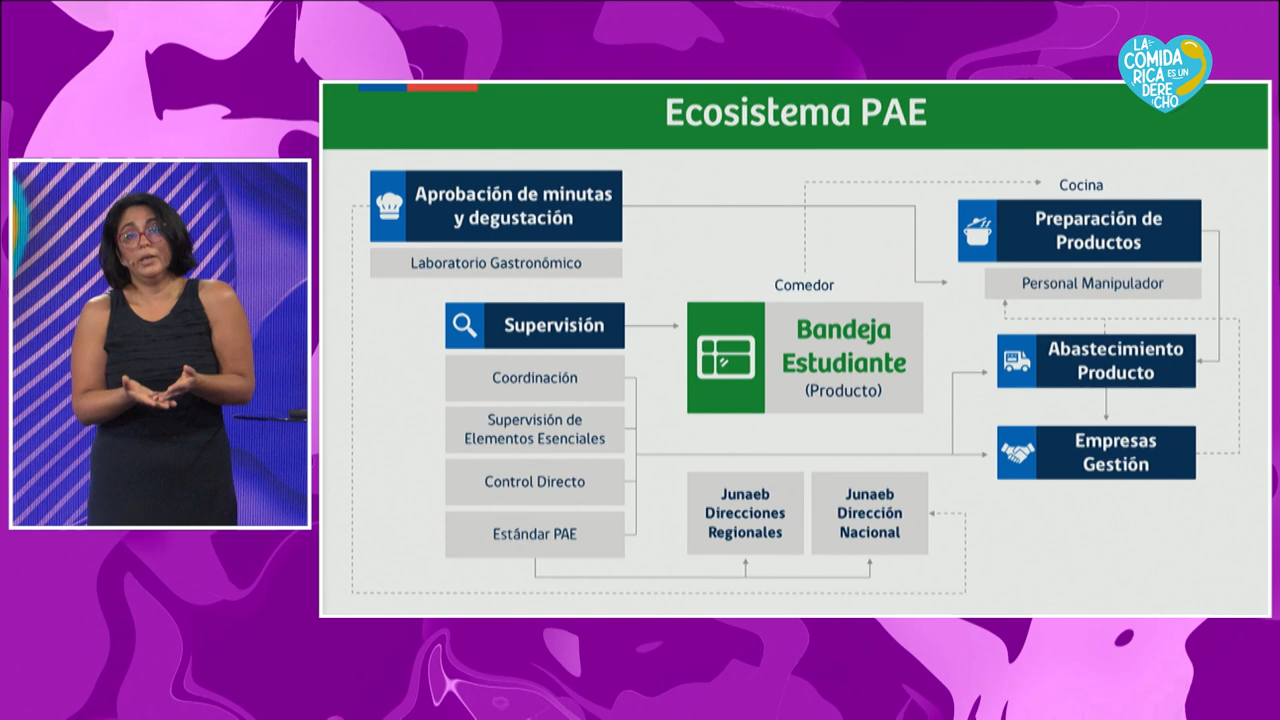 LA
COMIDA
RICA
ES UN
DERE
CHO
Ecosistema PAE
Aprobación de minutas
y degustación
Laboratorio Gastronómico
Cocina
Preparación de
Productos
Personal Manipulador
Comedor
Supervisión
Bandeja
Estudiante
(Producto)
Coordinación
Supervisión de
Elementos Esenciales
Control Directo
Estándar PAE
Abastecimiento
Producto
Empresas
Gestión
Junaeb
Direcciones
Regionales
Junaeb
Dirección
Nacional